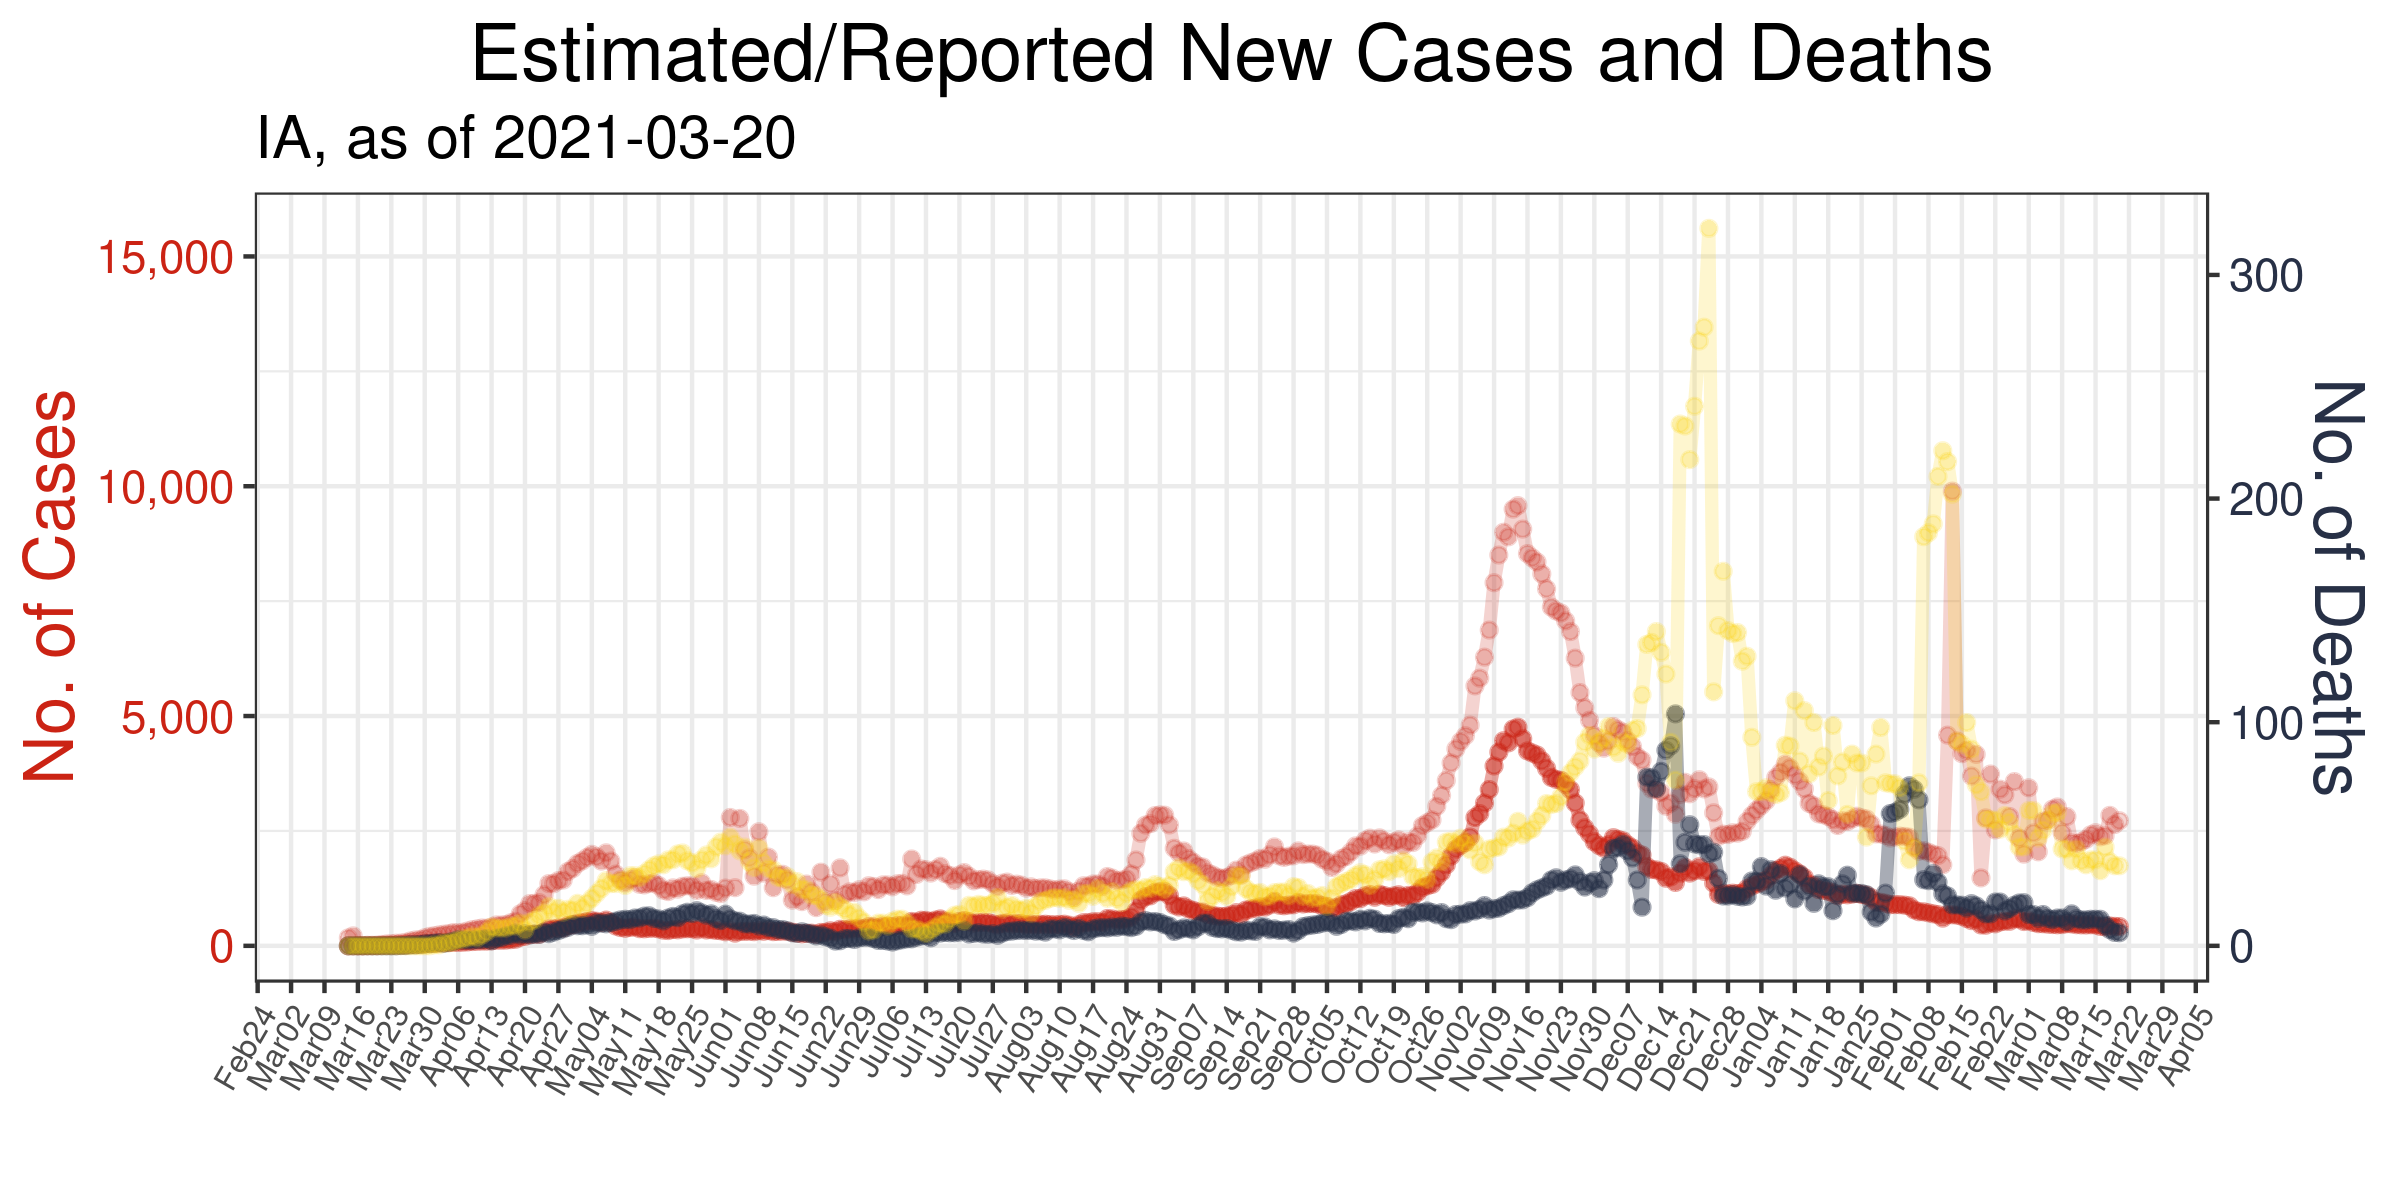 Estimated/Reported New Cases and Deaths
IA, as of 2021-03-20
No. of Cases
15,000
10,000
5,000
0
300
200
100
0
No. of Deaths
Feb24
Mar02
Mar09
Mar16
Mar23
Mar30
Apr06
Apr13
Apr20
Apr27
May04
May11
May18
May25
Jun01
Jun08
Jun15
Jun22
Jun29
Jul06
Jul13
Jul20
Jul27
Aug03
Aug10
Aug17
Aug24
Aug31
Sep07
Sep14
Sep21
Sep28
Oct05
Oct12
Oct19
Oct26
Nov02
Nov09
Nov16
Nov23
Nov30
Dec07
Dec14
Dec21
Dec28
Jan04
Jan11
Jan18
Jan25
Feb01
Feb08
Feb15
Feb22
Mar01
Mar08
Mar15
Mar22
Mar29
Apr05